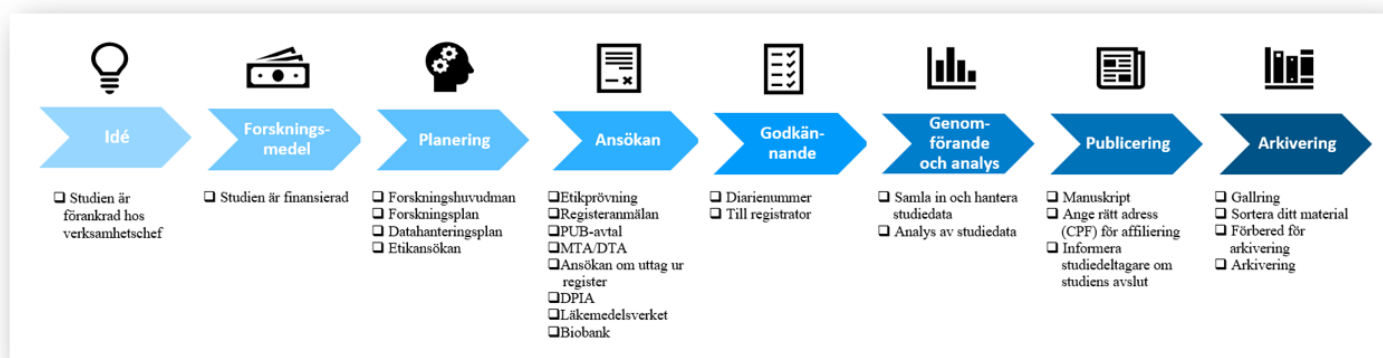 Idé
❑ Studien är
förankrad hos
verksamhetschef
Forsknings-
medel
❑ Studien är finansierad
Planering
❑ Forskningshuvudman
❑ Forskningsplan
❑ Datahanteringsplan
❑ Etikansökan
Ansökan
❑Etikprövning
❑Registeranmälan
❑PUB-avtal
❑MTA/DTA
❑Ansökan om uttag ur
register
❑DPIA
❑Läkemedelsverket
❑Biobank
Godkän-
nande
❑ Diarienummer
❑ Till registrator
Genom-
förande
och analys
❑ Samla in och hantera
studiedata
❑ Analys av studiedata
Publicering
❑ Manuskript
❑ Ange rätt adress
(CPF) för affiliering
❑ Informera
studiedeltagare om
studiens avslut
Arkivering
❑ Gallring
❑ Sortera ditt material
❑ Förbered för
arkivering
❑ Arkivering